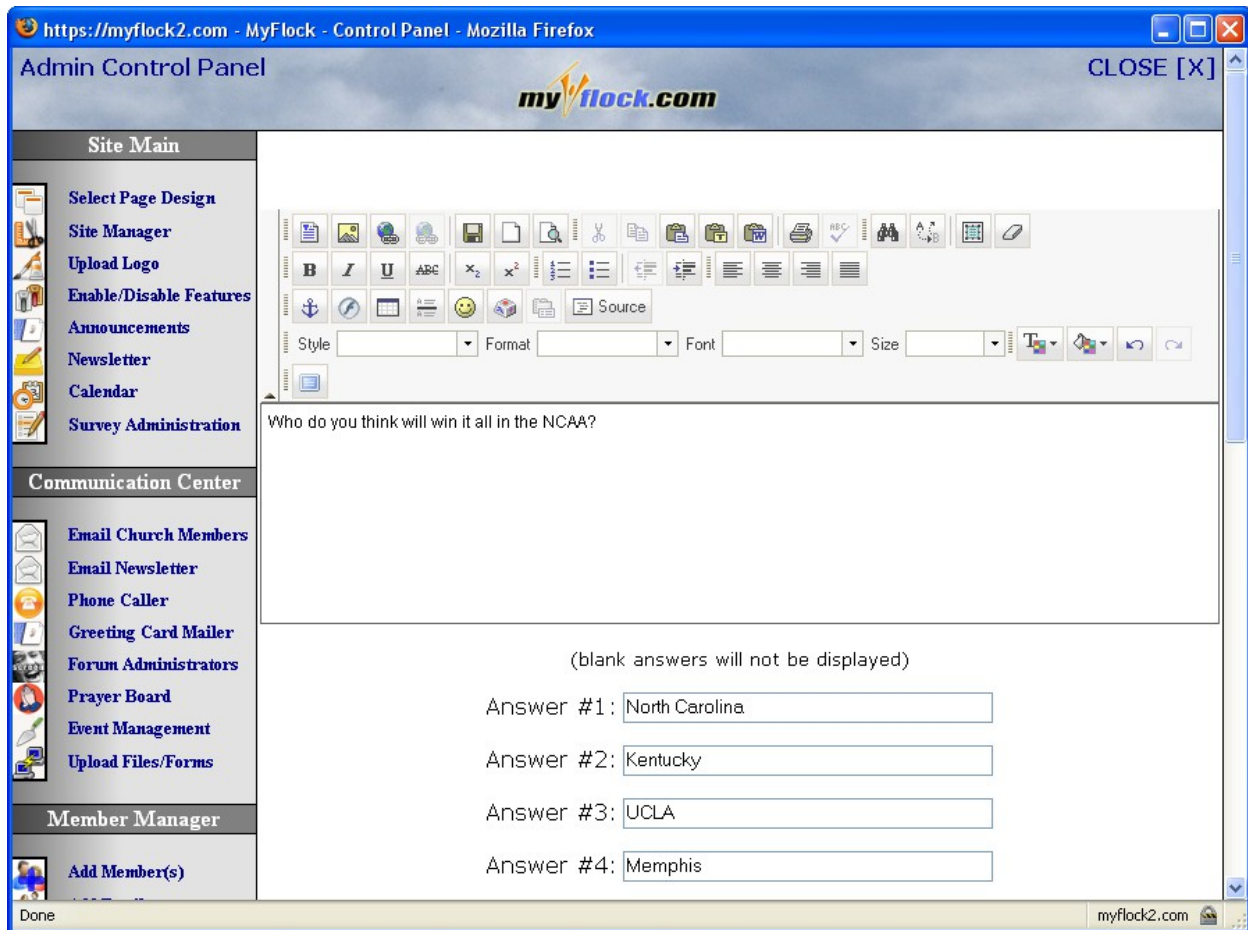 https://myflock2.com - MyFlock - Control Panel - Mozilla Firefox
Admin Control Panel
CLOSE [X]
myflock.com
Site Main
Select Page Design
Site Manager
Upload Logo
Enable/Disable Features
Announcements
Newsletter
Calendar
Survey Administration
Communication Center
Email Church Members
Email Newsletter
Phone Caller
Greeting Card Mailer
Forum Administrators
Prayer Board
Event Management
Upload Files/Forms
Member Manager
Add Member(s)
B I U ABC x₂ x²
Source
Style Format Font Size
Who do you think will win it all in the NCAA?
(blank answers will not be displayed)
Answer #1: North Carolina
Answer #2: Kentucky
Answer #3: UCLA
Answer #4: Memphis
Done
myflock2.com